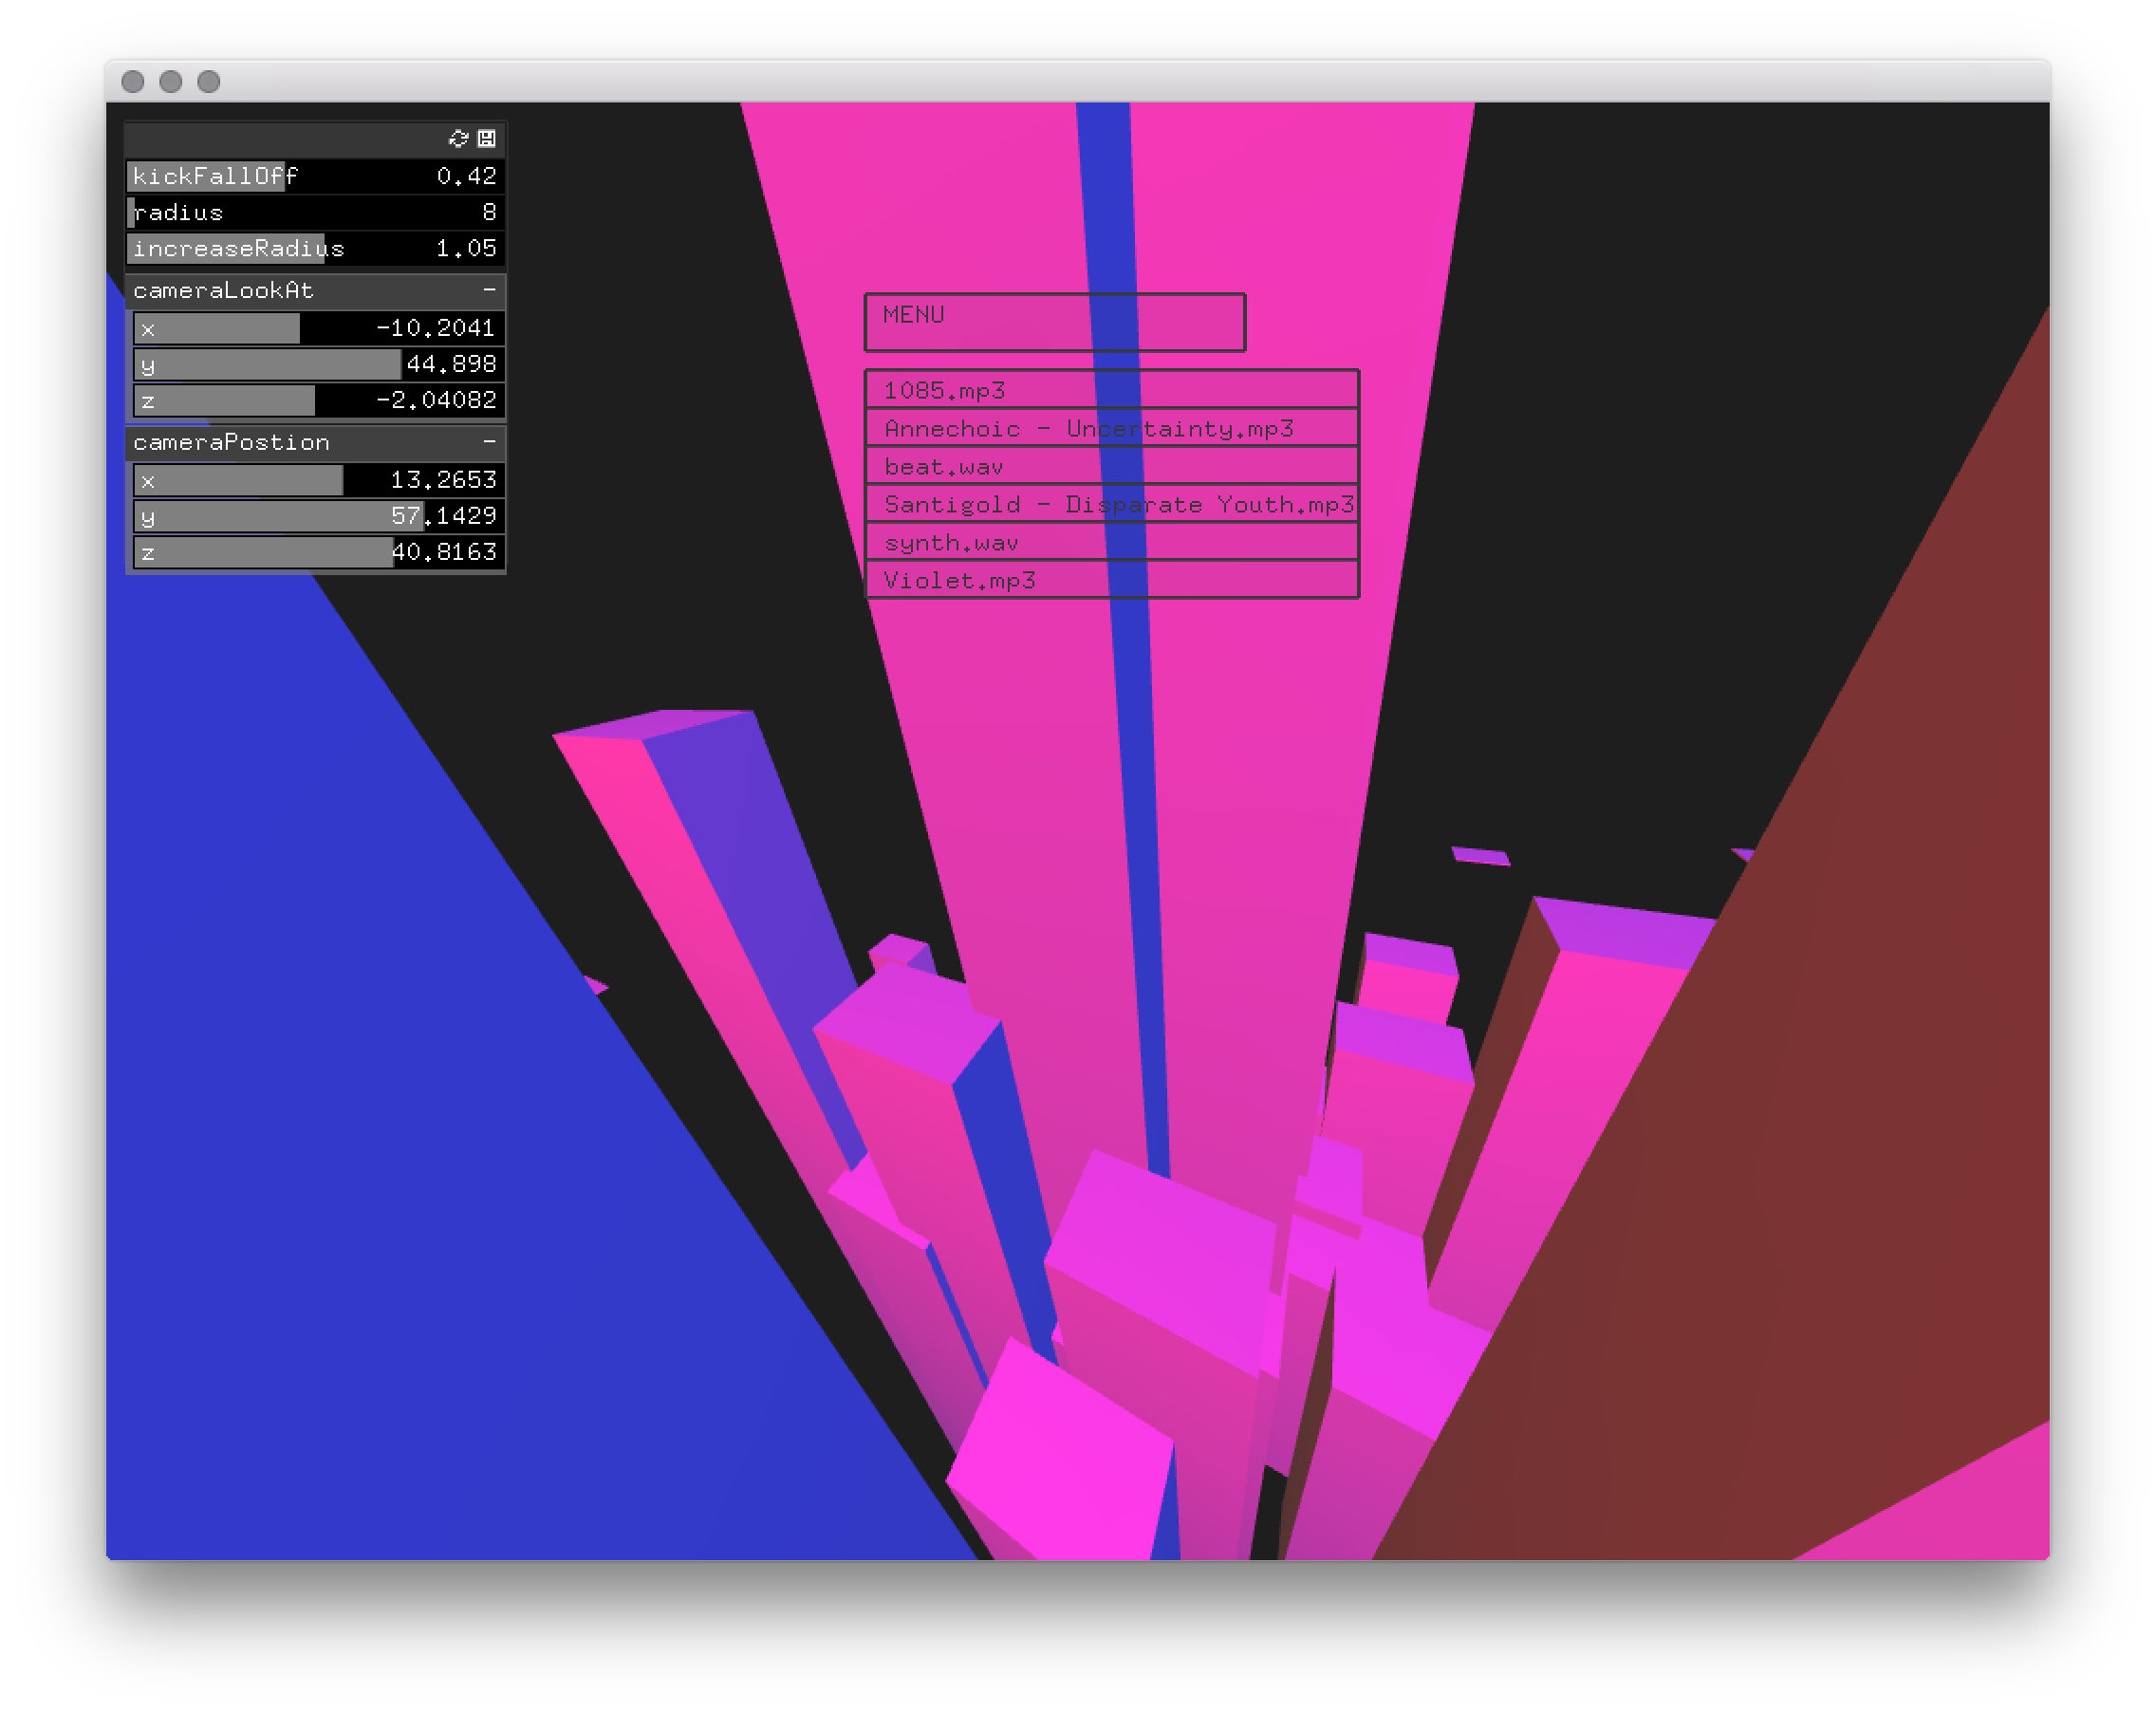 kickFallOff 0.42
radius 8
increaseRadius 1.05
cameraLookAt -
x -10.2041
y 44.898
z -2.04082
cameraPostion -
x 13.2653
y 57.1429
z 40.8163
MENU
1085.mp3
Annechoic - Uncertainty.mp3
beat.wav
Santigold - Disparate Youth.mp3
synth.wav
Violet.mp3